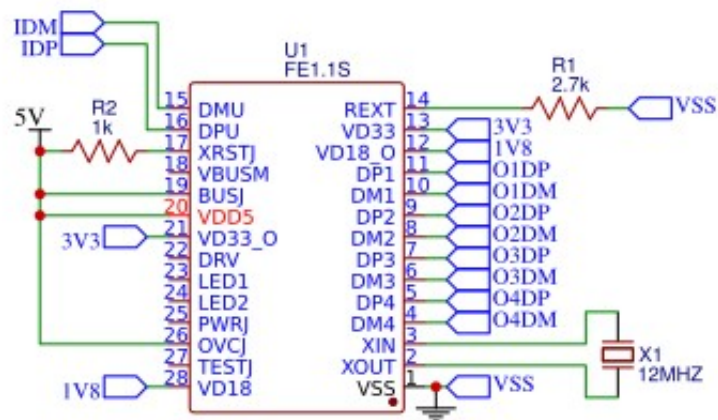 IDM
IDP
U1
FE1.1S
R1
2.7k
VSS
5V
R2
1k
15 DMU REXT 14
16 DPU VD33 13 3V3
17 XRSTJ VD18_O 12 1V8
18 VBUSM DP1 11 O1DP
19 BUSJ DM1 10 O1DM
20 VDD5 DP2 9 O2DP
3V3 21 VD33_O DM2 8 O2DM
22 DRV DP3 7 O3DP
23 LED1 DM3 6 O3DM
24 LED2 DP4 5 O4DP
25 PWRJ DM4 4 O4DM
26 OVCJ XIN 3
27 TESTJ XOUT 2
1V8 28 VD18 VSS 1 VSS
X1
12MHZ